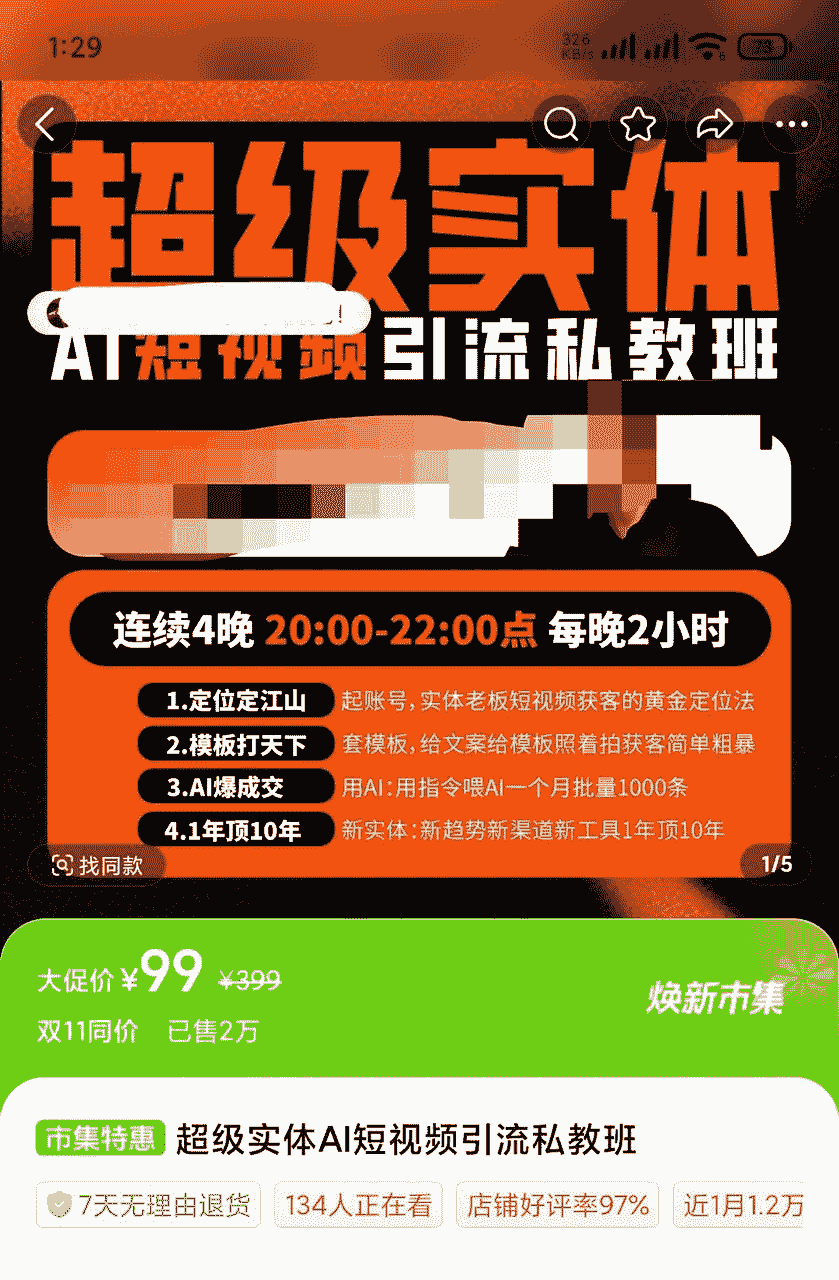 1:29
326
KB/s
73
超级实体
AI短视频引流私教班
连续4晚 20:00-22:00点 每晚2小时
1.定位定江山 起账号，实体老板短视频获客的黄金定位法
2.模板打天下 套模板，给文案给模板照着拍获客简单粗暴
3.AI爆成交 用AI：用指令喂AI一个月批量1000条
4.1年顶10年 新实体：新趋势新渠道新工具1年顶10年
找同款
1/5
大促价 ¥99 ¥399
焕新市集
双11同价 已售2万
市集特惠 超级实体AI短视频引流私教班
7天无理由退货 134人正在看 店铺好评率97% 近1月1.2万